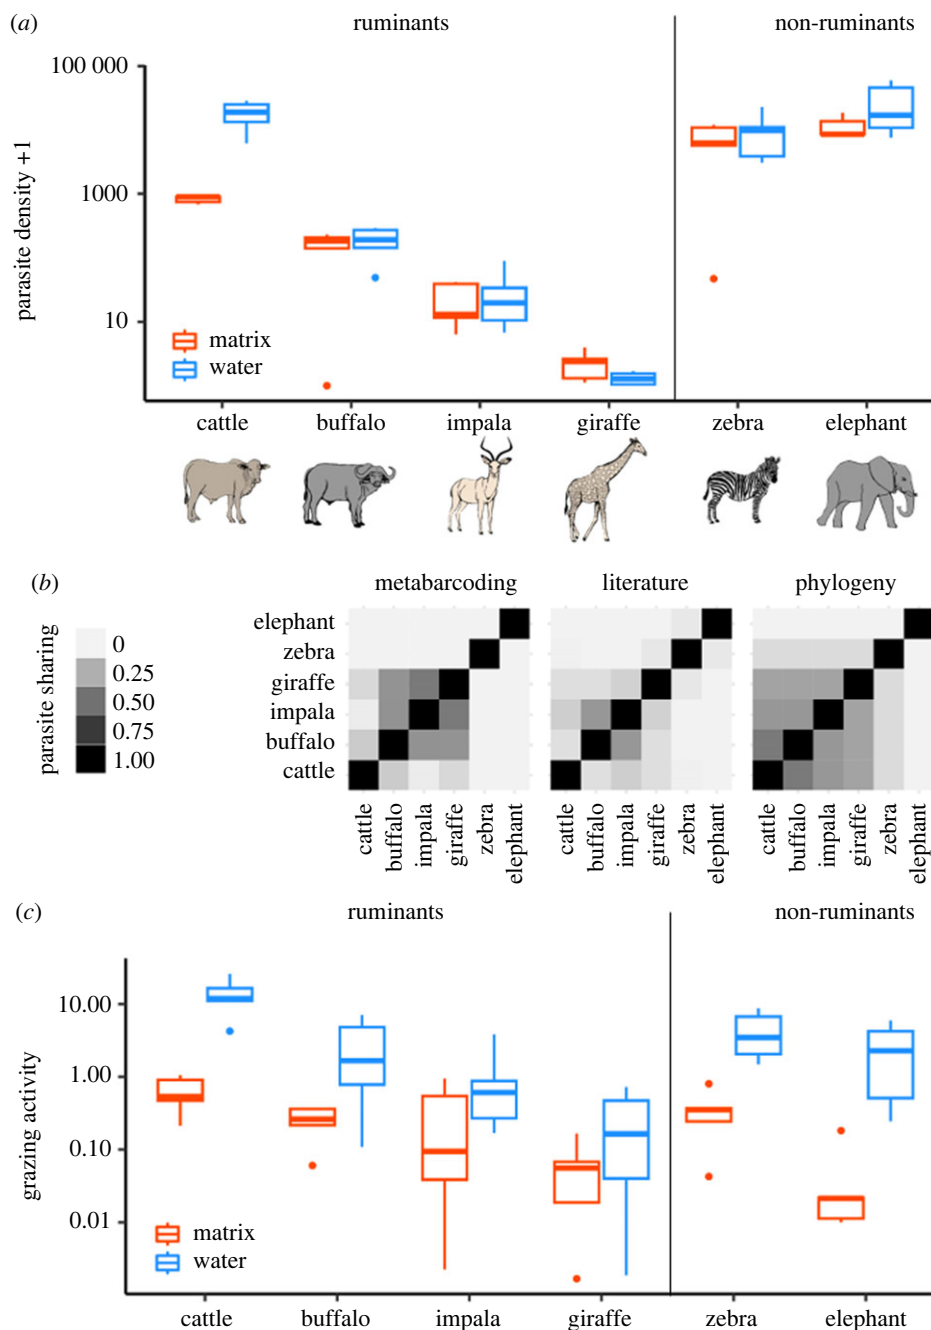 (a)
ruminants
non-ruminants
parasite density +1
100 000
1000
10
matrix
water
cattle buffalo impala giraffe zebra elephant
(b)
metabarcoding literature phylogeny
parasite sharing
0
0.25
0.50
0.75
1.00
elephant
zebra
giraffe
impala
buffalo
cattle
cattle buffalo impala giraffe zebra elephant
cattle buffalo impala giraffe zebra elephant
cattle buffalo impala giraffe zebra elephant
(c)
ruminants
non-ruminants
grazing activity
10.00
1.00
0.10
0.01
matrix
water
cattle buffalo impala giraffe zebra elephant